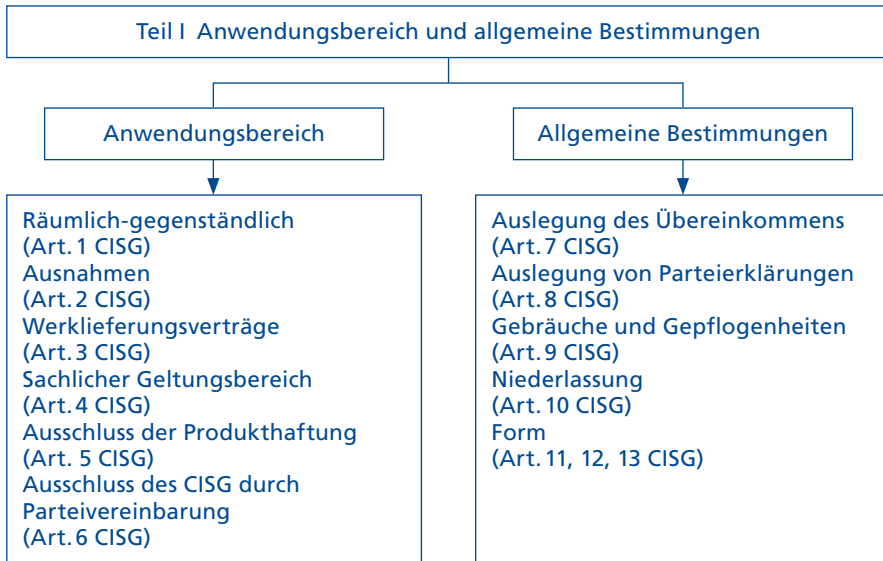 Teil I Anwendungsbereich und allgemeine Bestimmungen
Anwendungsbereich
Räumlich-gegenständlich
(Art. 1 CISG)
Ausnahmen
(Art. 2 CISG)
Werklieferungsverträge
(Art. 3 CISG)
Sachlicher Geltungsbereich
(Art. 4 CISG)
Ausschluss der Produkthaftung
(Art. 5 CISG)
Ausschluss des CISG durch
Parteivereinbarung
(Art. 6 CISG)
Allgemeine Bestimmungen
Auslegung des Übereinkommens
(Art. 7 CISG)
Auslegung von Parteierklärungen
(Art. 8 CISG)
Gebräuche und Gepflogenheiten
(Art. 9 CISG)
Niederlassung
(Art. 10 CISG)
Form
(Art. 11, 12, 13 CISG)